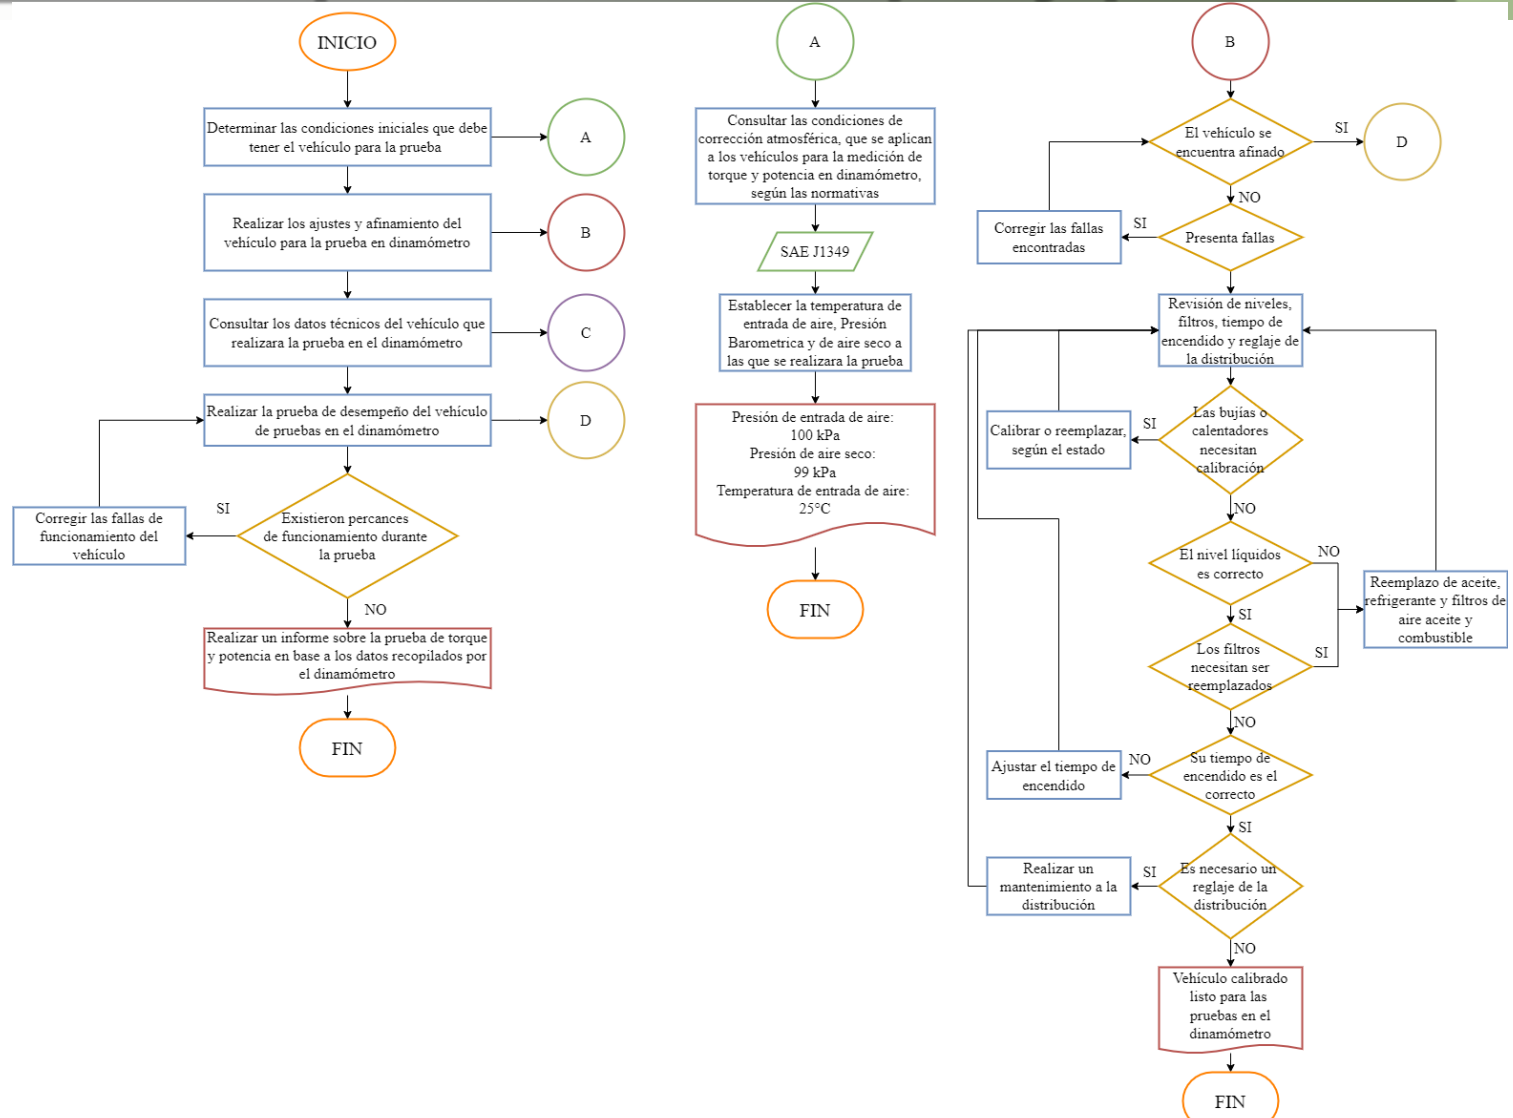 INICIO
Determinar las condiciones iniciales que debe
tener el vehículo para la prueba
A
Realizar los ajustes y afinamiento del
vehículo para la prueba en dinamómetro
B
Consultar los datos técnicos del vehículo que
realizara la prueba en el dinamómetro
C
Realizar la prueba de desempeño del vehículo
de pruebas en el dinamómetro
D
Existieron percances
de funcionamiento durante
la prueba
SI
Corregir las fallas de
funcionamiento del
vehículo
NO
Realizar un informe sobre la prueba de torque
y potencia en base a los datos recopilados por
el dinamómetro
FIN
A
Consultar las condiciones de
corrección atmosférica, que se aplican
a los vehículos para la medición de
torque y potencia en dinamómetro,
según las normativas
SAE J1349
Establecer la temperatura de
entrada de aire, Presión
Barometrica y de aire seco a
las que se realizara la prueba
Presión de entrada de aire:
100 kPa
Presión de aire seco:
99 kPa
Temperatura de entrada de aire:
25°C
FIN
B
El vehículo se
encuentra afinado
SI
D
NO
Presenta fallas
SI
Corregir las fallas
encontradas
Revisión de niveles,
filtros, tiempo de
encendido y reglaje de
la distribución
Las bujías o
calentadores
necesitan
calibración
SI
Calibrar o reemplazar,
según el estado
NO
El nivel líquidos
es correcto
NO
Reemplazo de aceite,
refrigerante y filtros de
aire aceite y
combustible
SI
Los filtros
necesitan ser
reemplazados
SI
NO
Su tiempo de
encendido es el
correcto
NO
Ajustar el tiempo de
encendido
SI
Es necesario un
reglaje de la
distribución
SI
Realizar un
mantenimiento a la
distribución
NO
Vehículo calibrado
listo para las
pruebas en el
dinamómetro
FIN